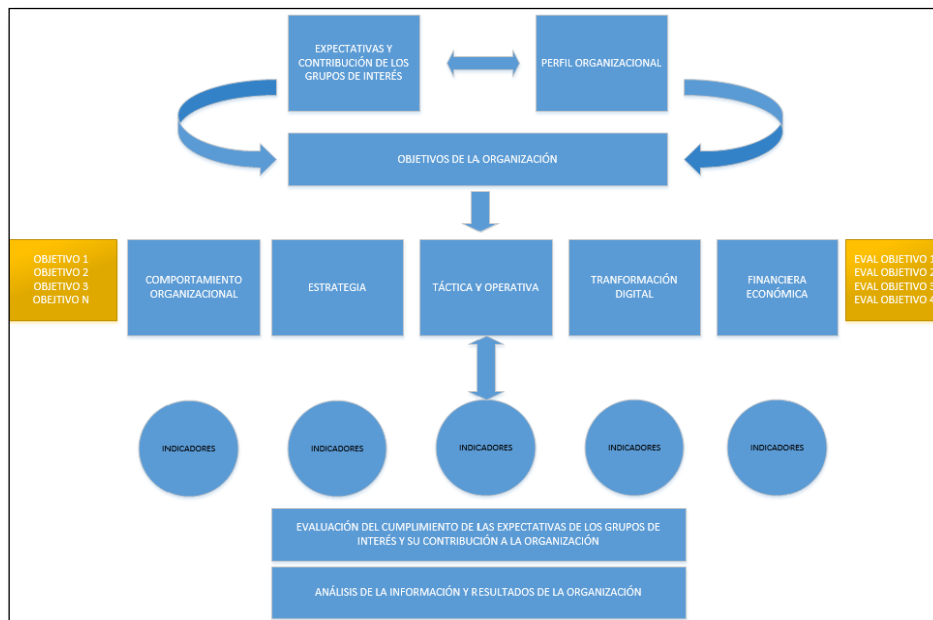 EXPECTATIVAS Y
CONTRIBUCIÓN DE LOS
GRUPOS DE INTERÉS
PERFIL ORGANIZACIONAL
OBJETIVOS DE LA ORGANIZACIÓN
OBJETIVO 1
OBJETIVO 2
OBJETIVO 3
OBEJTIVO N
COMPORTAMIENTO
ORGANIZACIONAL
ESTRATEGIA
TÁCTICA Y OPERATIVA
TRANFORMACIÓN
DIGITAL
FINANCIERA
ECONÓMICA
EVAL OBJETIVO 1
EVAL OBJETIVO 2
EVAL OBJETIVO 3
EVAL OBJETIVO 4
INDICADORES
INDICADORES
INDICADORES
INDICADORES
INDICADORES
EVALUACIÓN DEL CUMPLIMIENTO DE LAS EXPECTATIVAS DE LOS GRUPOS DE
INTERÉS Y SU CONTRIBUCIÓN A LA ORGANIZACIÓN
ANÁLISIS DE LA INFORMACIÓN Y RESULTADOS DE LA ORGANIZACIÓN